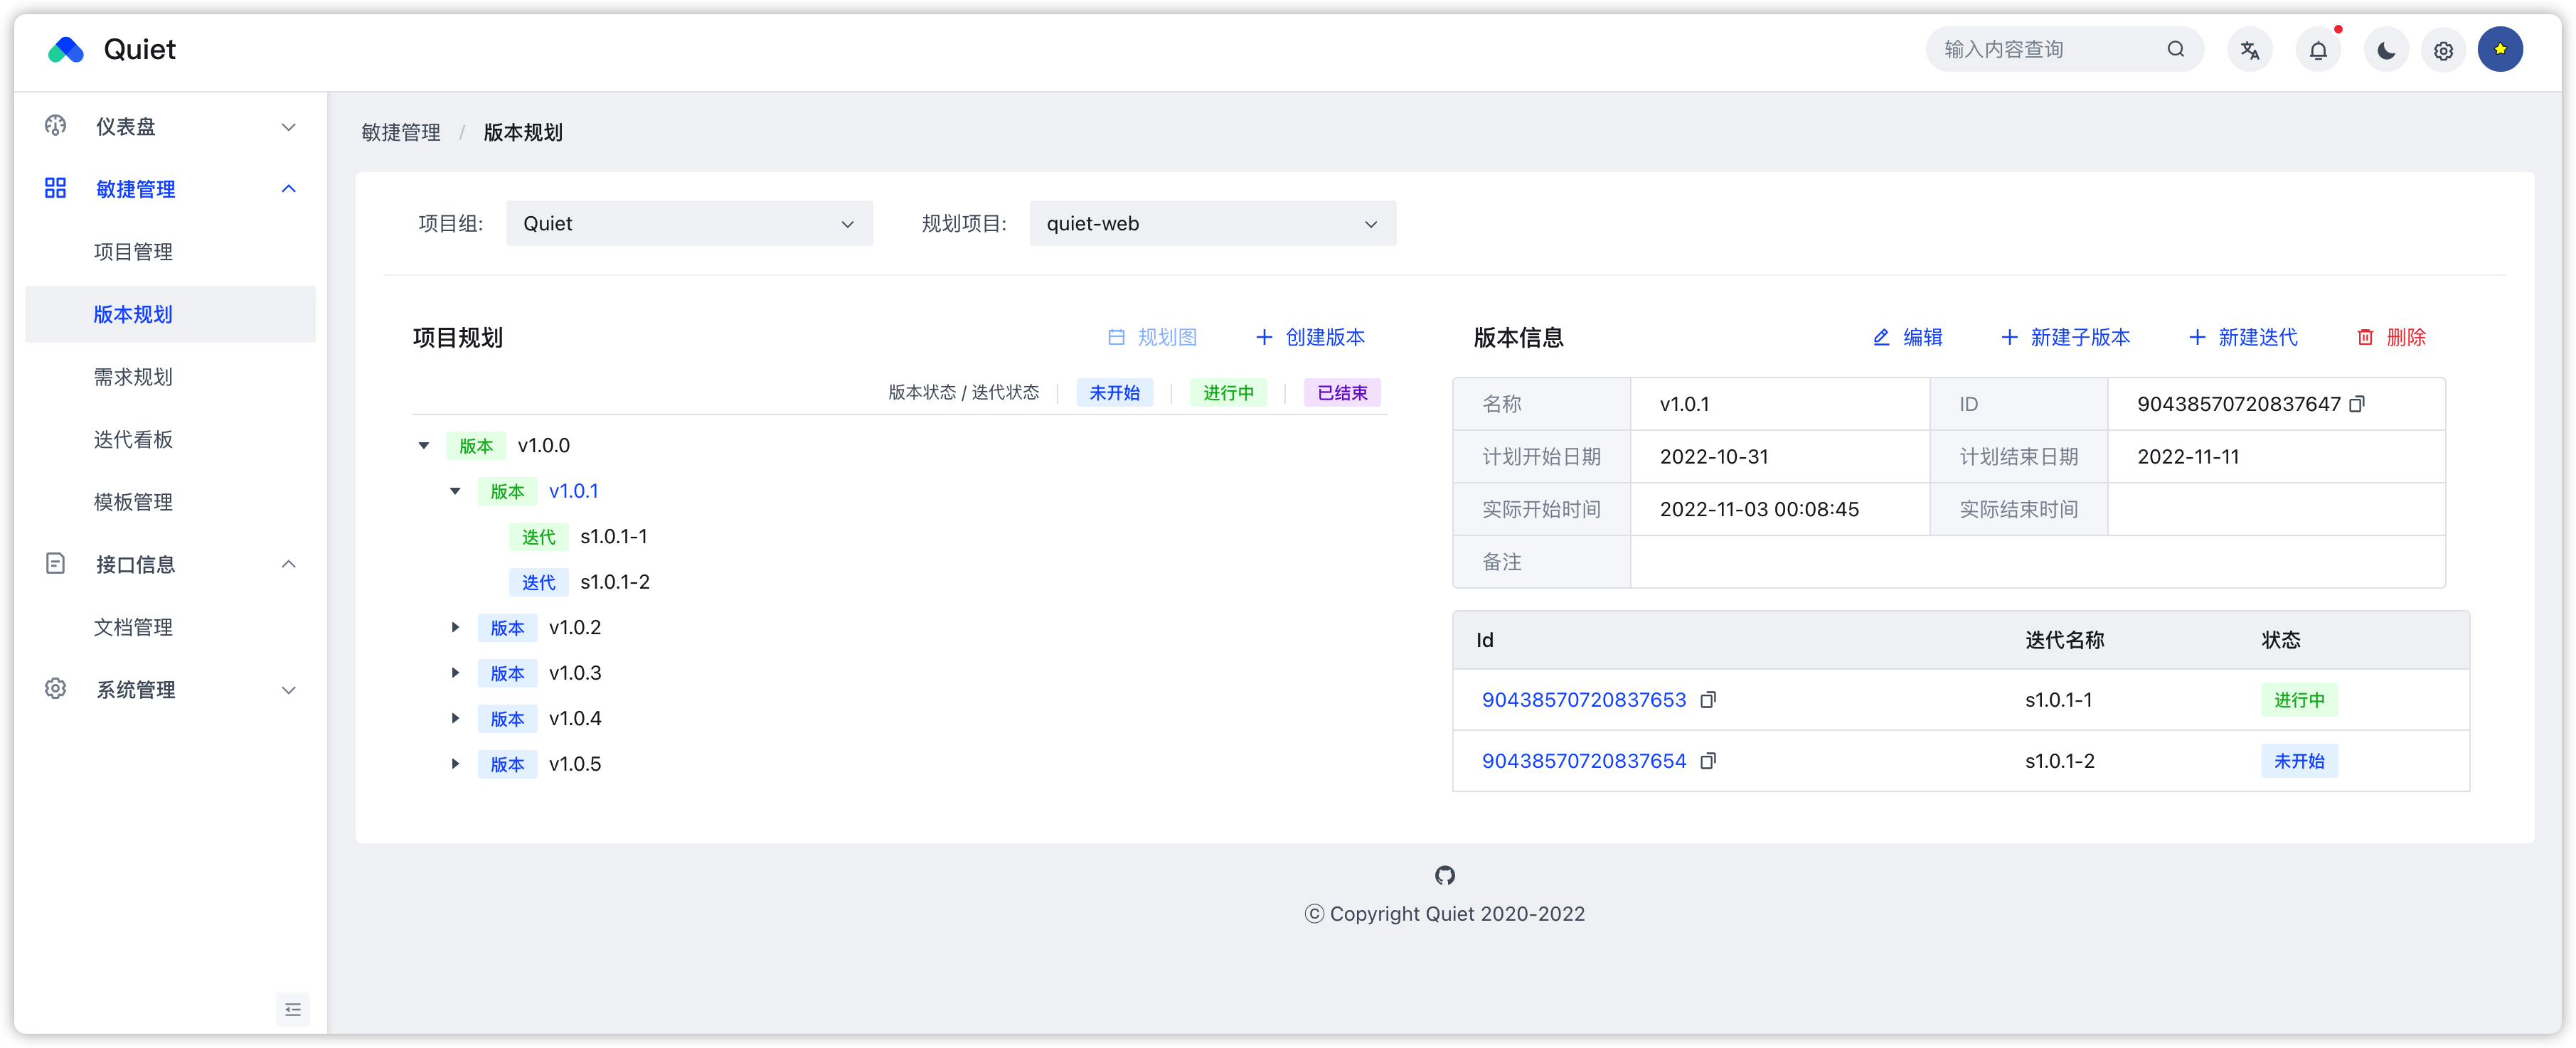 Quiet
输入内容查询
仪表盘
敏捷管理
项目管理
版本规划
需求规划
迭代看板
模板管理
接口信息
文档管理
系统管理
敏捷管理 / 版本规划
项目组: Quiet 规划项目: quiet-web
项目规划 规划图 创建版本
版本状态 / 迭代状态 未开始 进行中 已结束
版本 v1.0.0
版本 v1.0.1
迭代 s1.0.1-1
迭代 s1.0.1-2
版本 v1.0.2
版本 v1.0.3
版本 v1.0.4
版本 v1.0.5
版本信息 编辑 新建子版本 新建迭代 删除
名称 v1.0.1 ID 90438570720837647
计划开始日期 2022-10-31 计划结束日期 2022-11-11
实际开始时间 2022-11-03 00:08:45 实际结束时间
备注
Id 迭代名称 状态
90438570720837653 s1.0.1-1 进行中
90438570720837654 s1.0.1-2 未开始
© Copyright Quiet 2020-2022